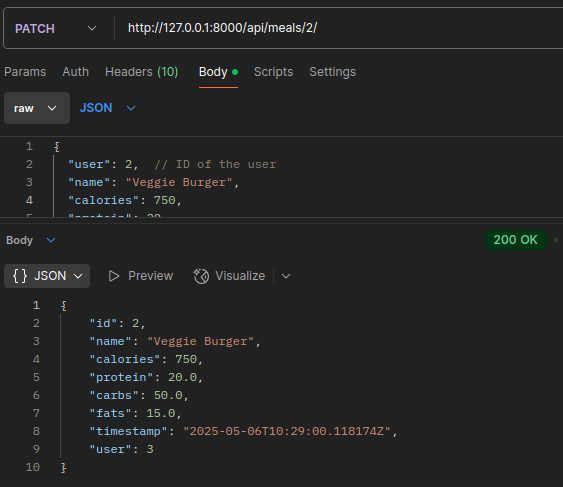 PATCH http://127.0.0.1:8000/api/meals/2/
Params Auth Headers (10) Body Scripts Settings
raw JSON
1 {
2 "user": 2, // ID of the user
3 "name": "Veggie Burger",
4 "calories": 750,
Body 200 OK
{} JSON Preview Visualize
1 {
2 "id": 2,
3 "name": "Veggie Burger",
4 "calories": 750,
5 "protein": 20.0,
6 "carbs": 50.0,
7 "fats": 15.0,
8 "timestamp": "2025-05-06T10:29:00.118174Z",
9 "user": 3
10 }